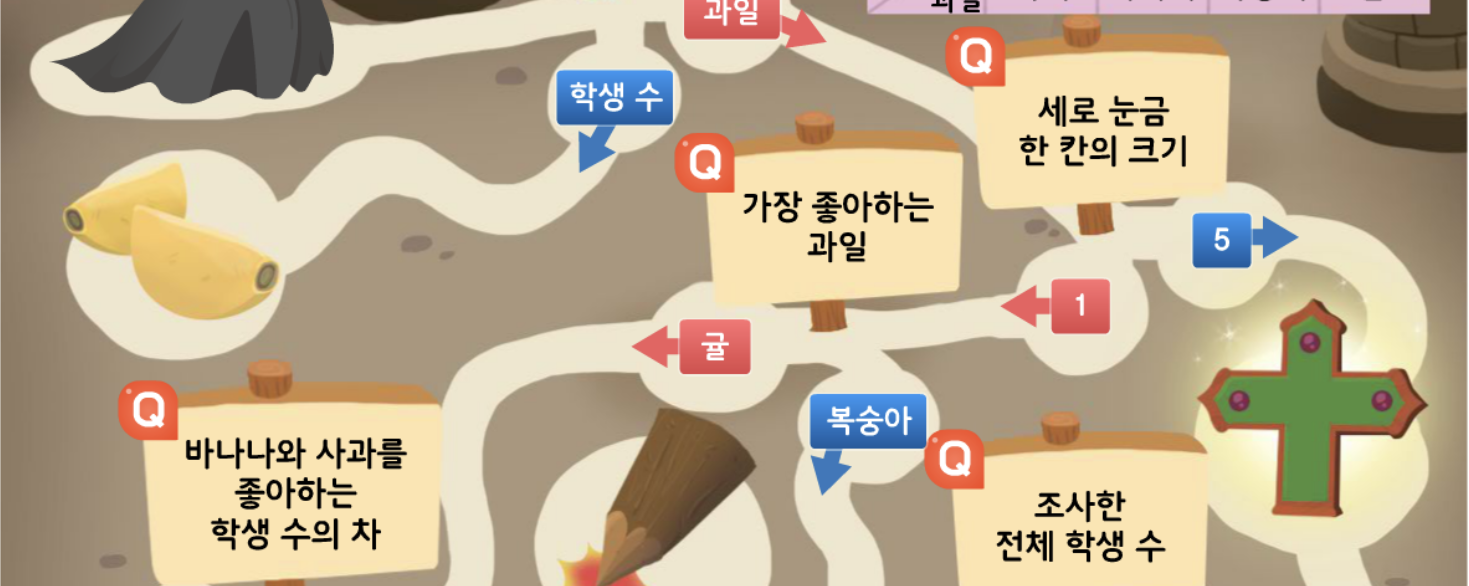 과일
학생 수
Q
세로 눈금
한 칸의 크기
Q
가장 좋아하는
과일
5
1
귤
복숭아
Q
바나나와 사과를
좋아하는
학생 수의 차
Q
조사한
전체 학생 수